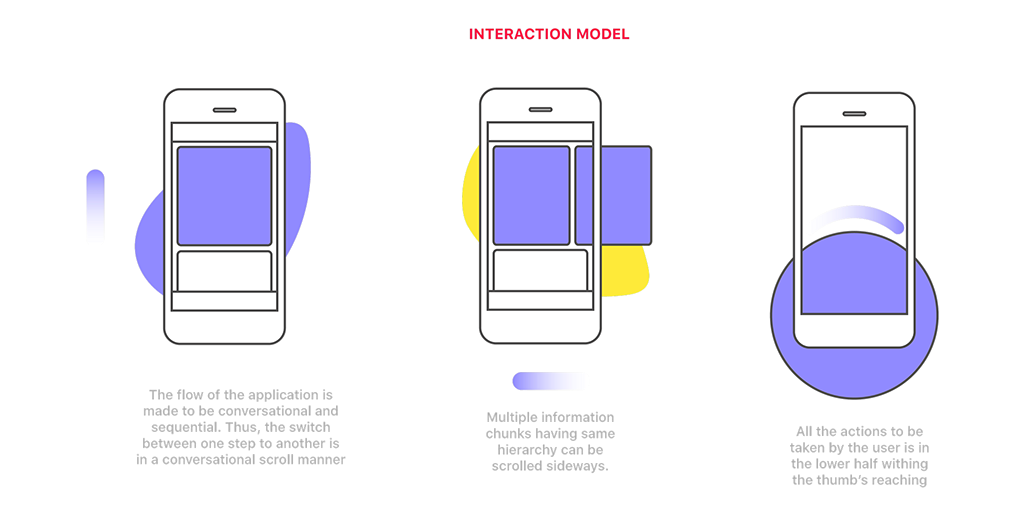 INTERACTION MODEL
The flow of the application is
made to be conversational and
sequential. Thus, the switch
between one step to another is
in a conversational scroll manner
Multiple information
chunks having same
hierarchy can be
scrolled sideways.
All the actions to be
taken by the user is in
the lower half withing
the thumb's reaching